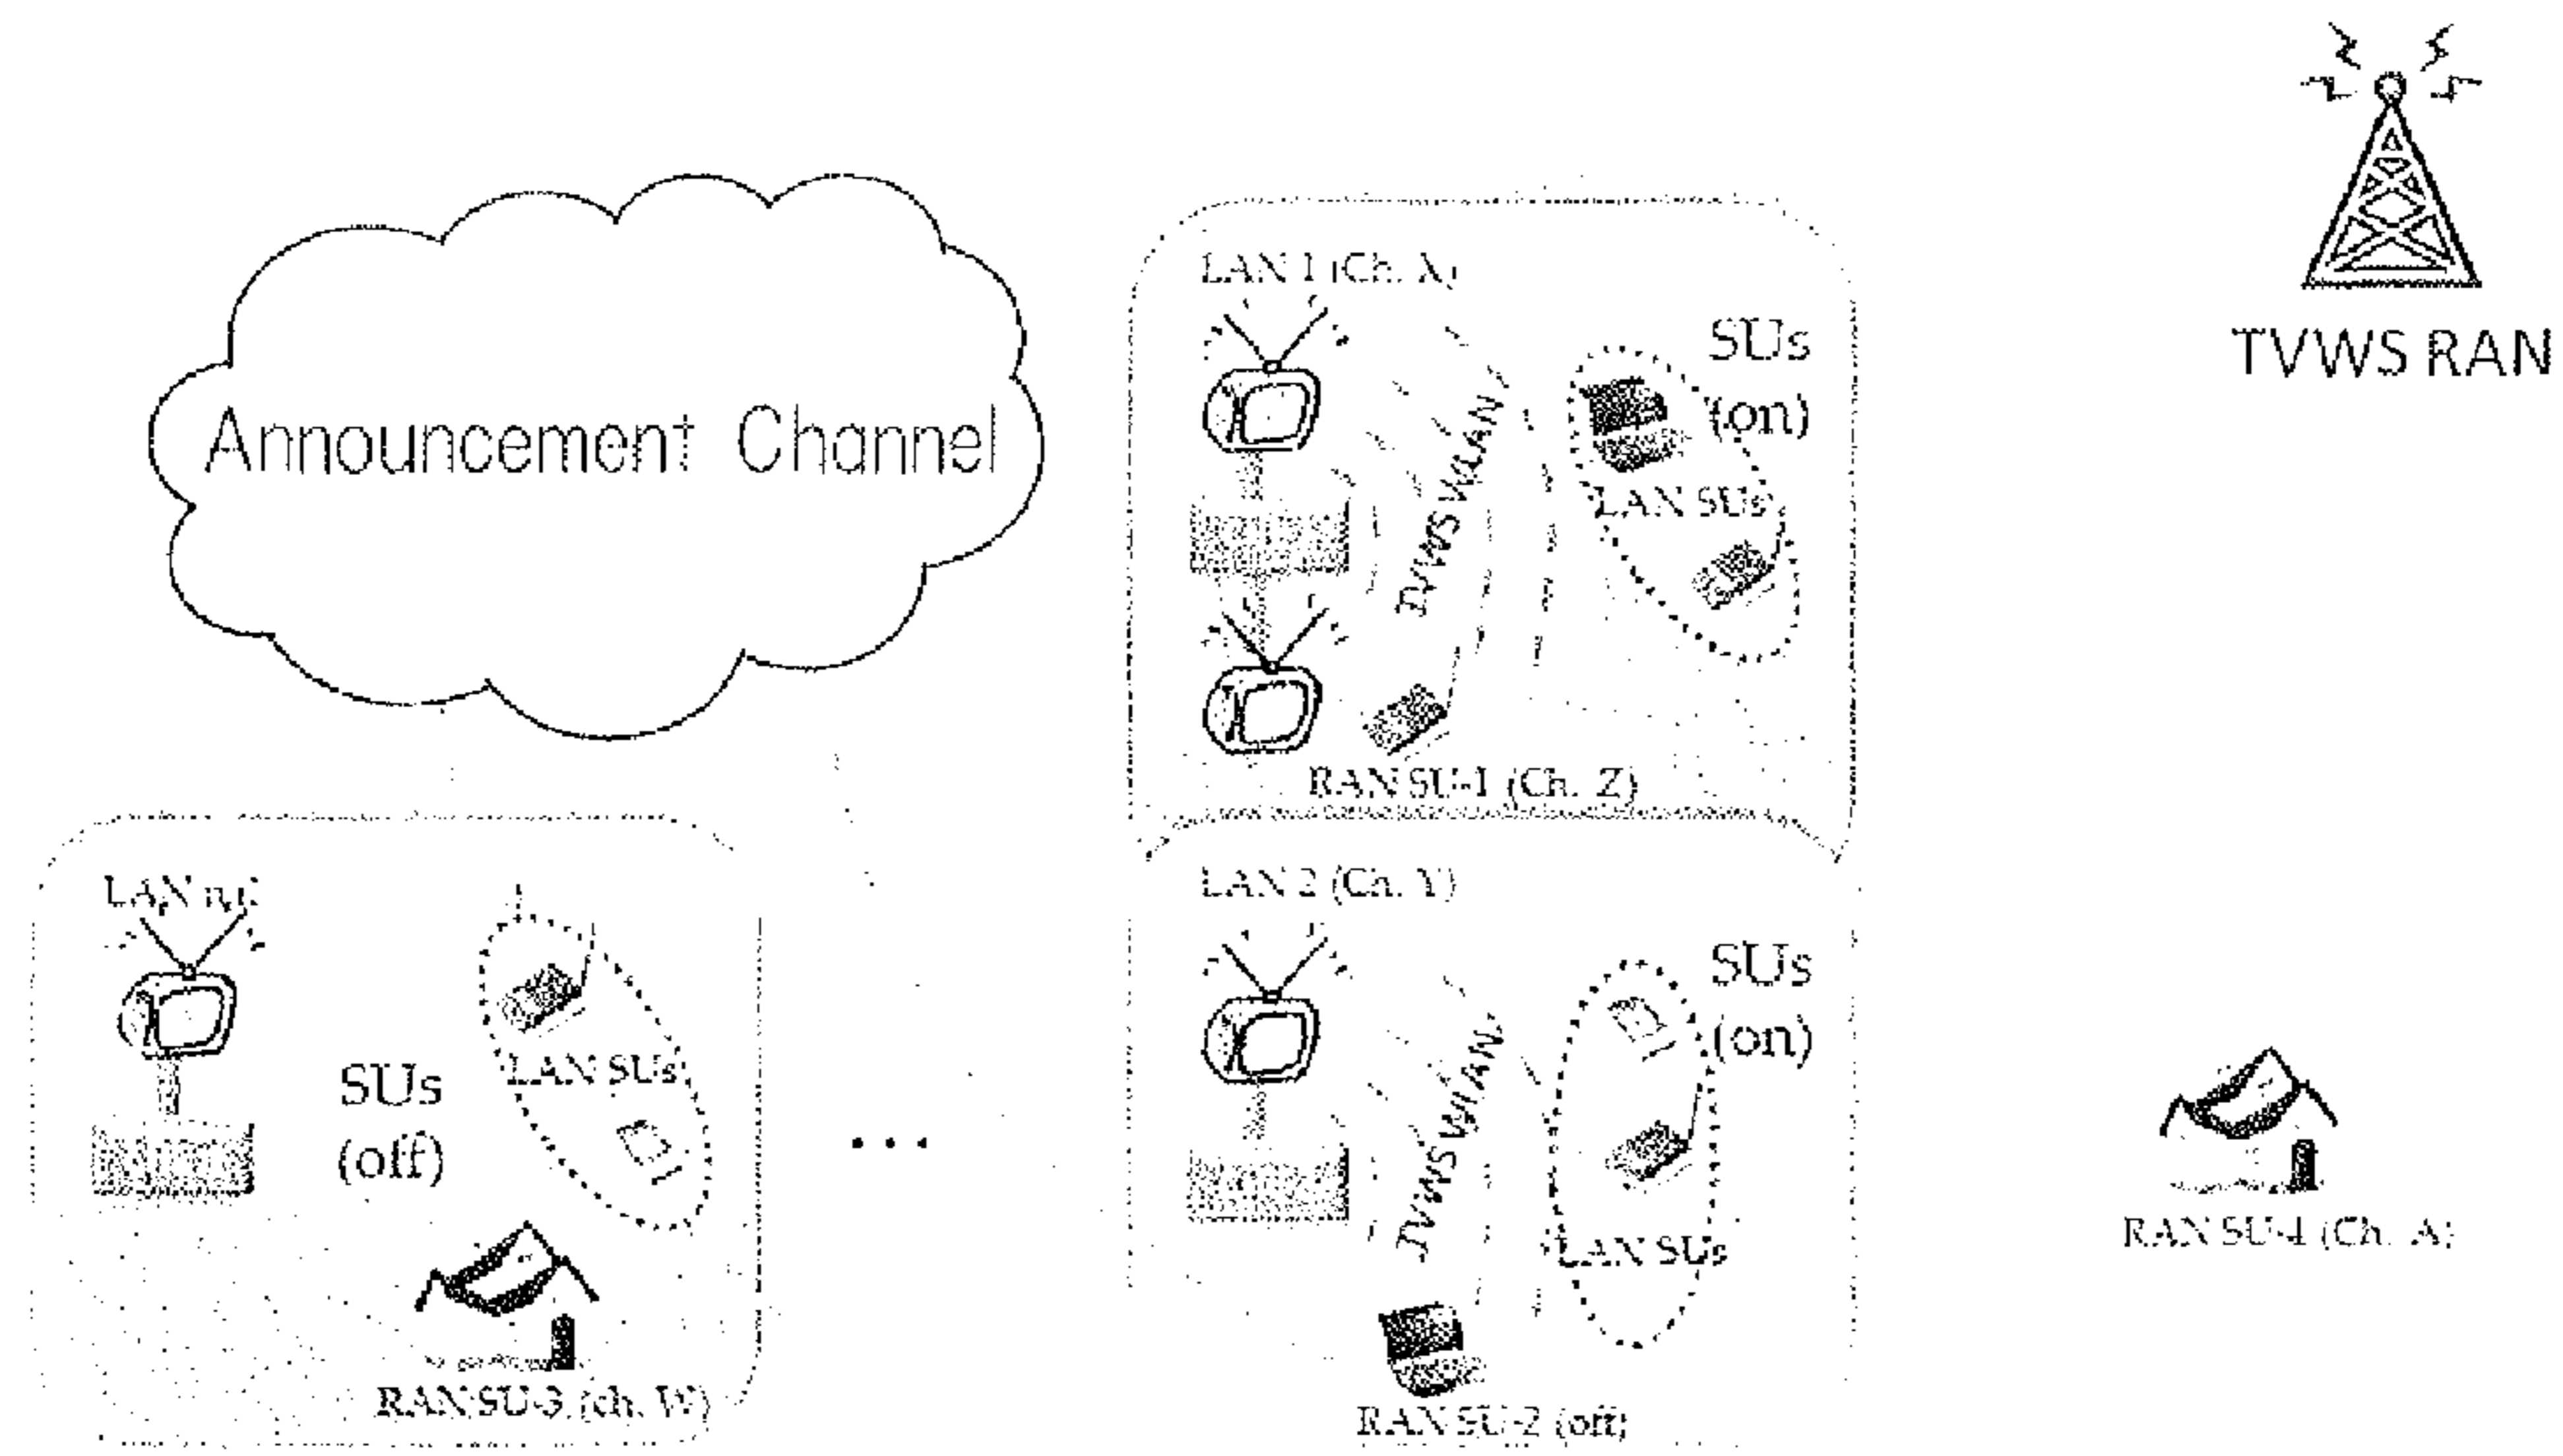 Announcement Channel
TVWS RAN
LAN 1 (Ch. X)
SUs
(on)
TVWS WLAN
LAN SUs
RAN SU-1 (Ch. Z)
LAN
SUs
(off)
LAN SUs
RAN SU-3 (ch. W)
...
LAN 2 (Ch. Y)
SUs
(on)
TVWS WLAN
LAN SUs
RAN SU-2 (off)
RAN SU-4 (Ch. A)